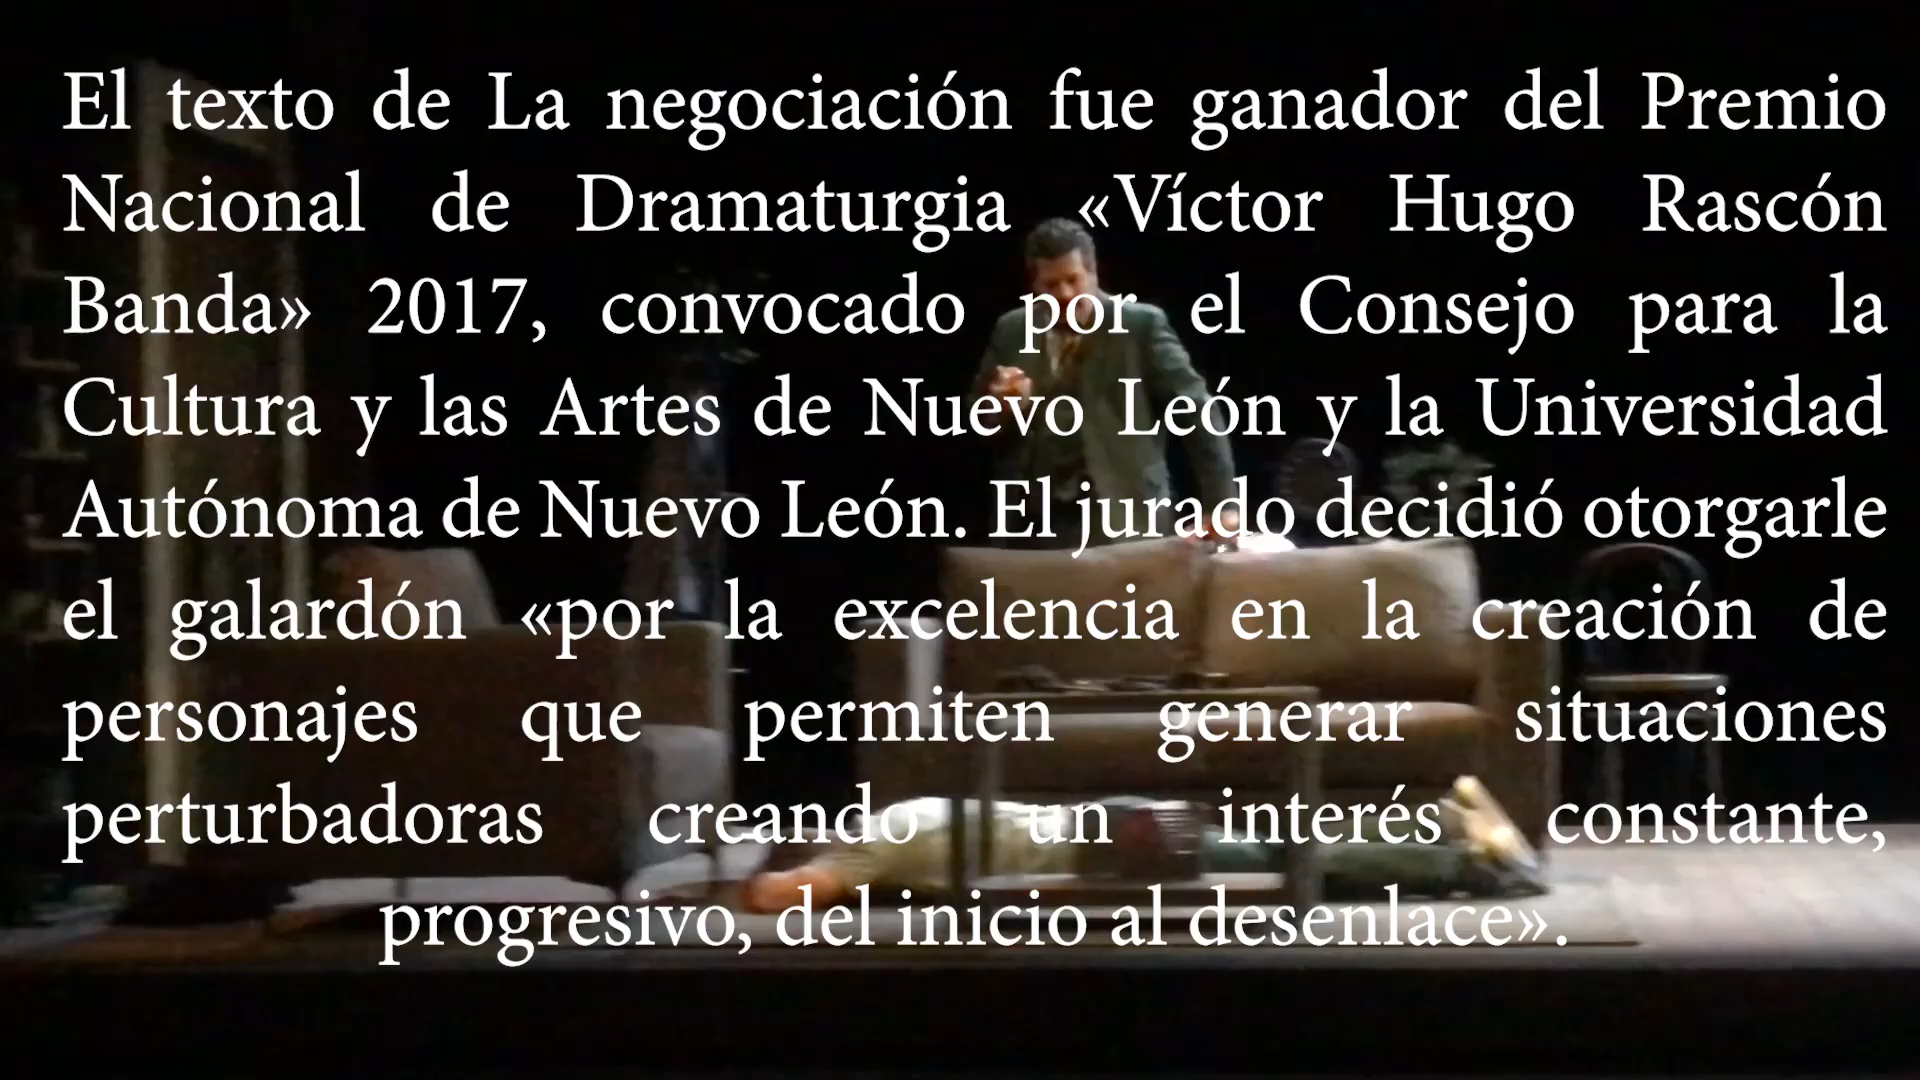 El texto de La negociación fue ganador del Premio
Nacional de Dramaturgia «Víctor Hugo Rascón
Banda» 2017, convocado por el Consejo para la
Cultura y las Artes de Nuevo León y la Universidad
Autónoma de Nuevo León. El jurado decidió otorgarle
el galardón «por la excelencia en la creación de
personajes que permiten generar situaciones
perturbadoras creando un interés constante,
progresivo, del inicio al desenlace».